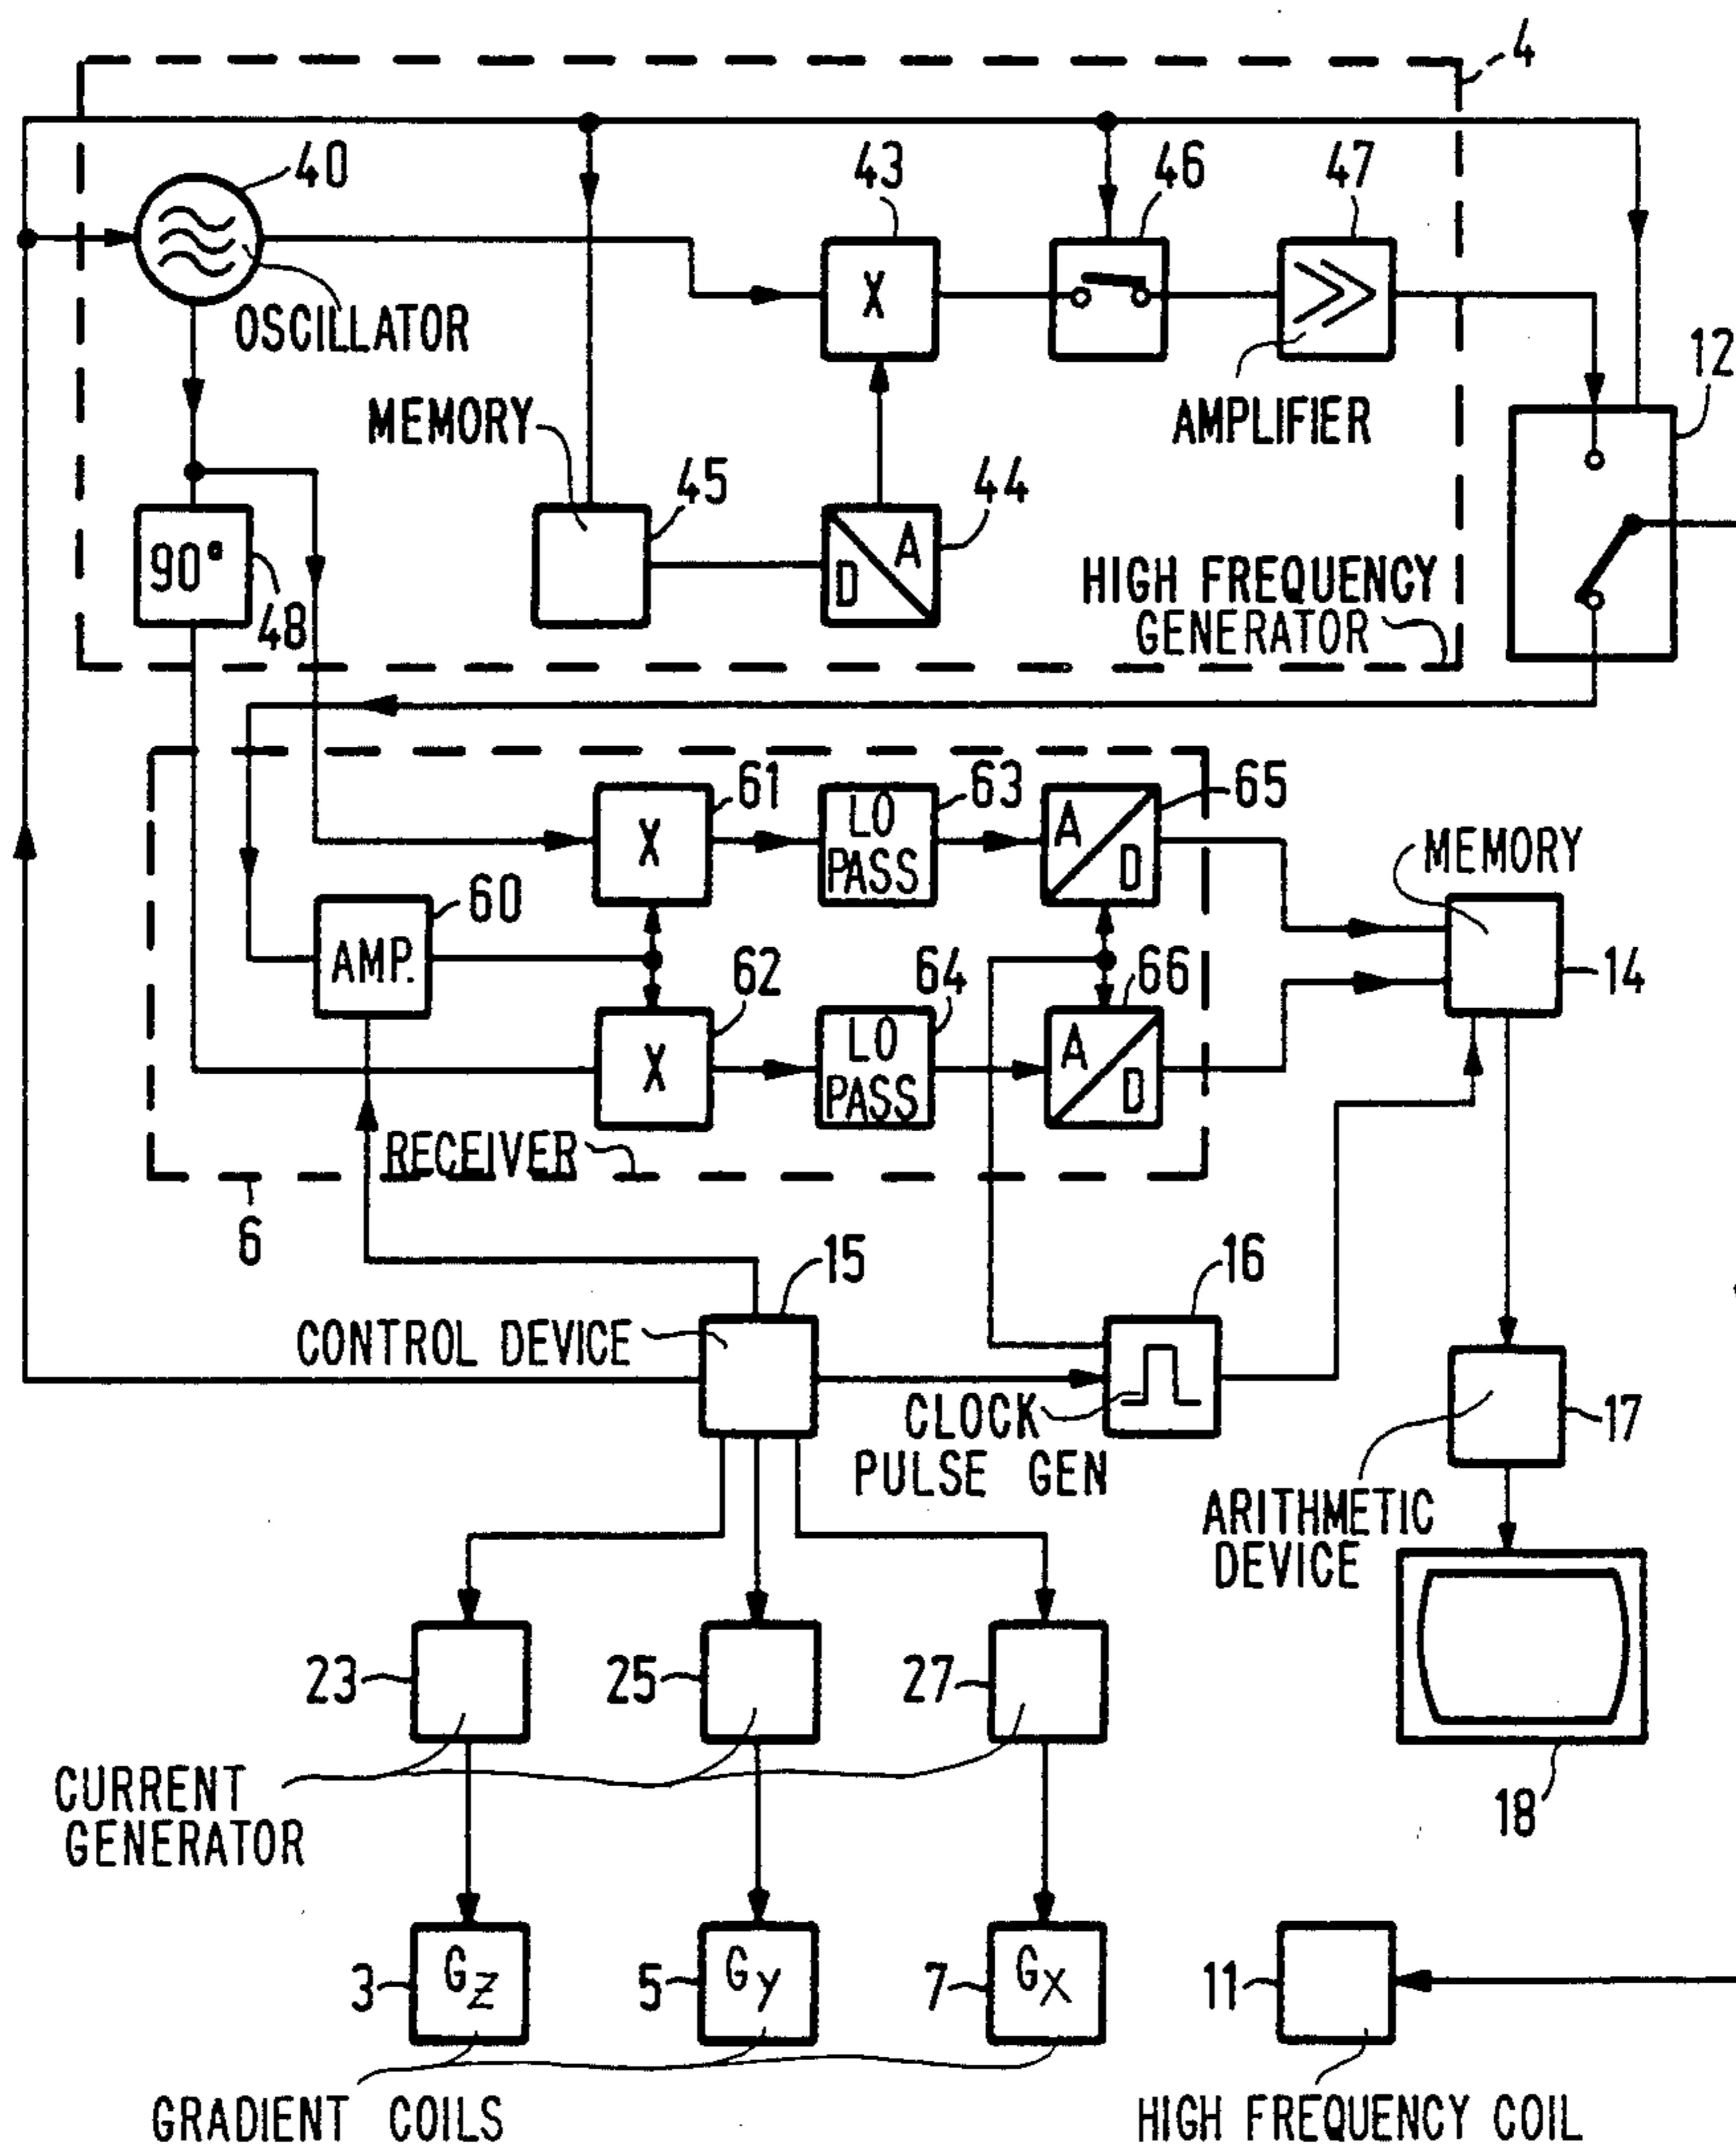 4
40
43
46
47
X
OSCILLATOR
12
MEMORY
AMPLIFIER
45
44
90°
D A
48
HIGH FREQUENCY
GENERATOR
61
63
65
X
LO
PASS
A D
MEMORY
60
AMP.
62
64
66
14
X
LO
PASS
A D
RECEIVER
6
15
16
CONTROL DEVICE
CLOCK
PULSE GEN
17
ARITHMETIC
DEVICE
23
25
27
CURRENT
GENERATOR
18
3
GZ
5
Gy
7
GX
11
GRADIENT COILS
HIGH FREQUENCY COIL